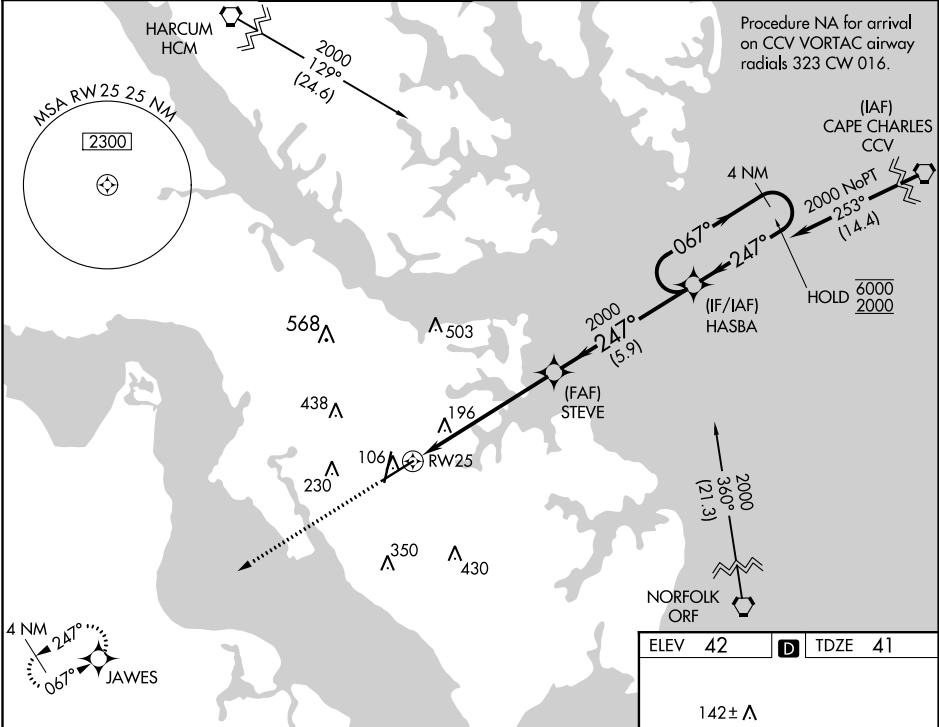 HARCUM
HCM
2000
129°
(24.6)
Procedure NA for arrival
on CCV VORTAC airway
radials 323 CW 016.
MSA RW25 25 NM
2300
(IAF)
CAPE CHARLES
CCV
4 NM
2000 NoPT
253°
(14.4)
067°
247°
HOLD
6000
2000
(IF/IAF)
HASBA
2000
247°
(5.9)
568
503
(FAF)
STEVE
438
196
106
RW25
230
350
430
2000
360°
(21.3)
NORFOLK
ORF
4 NM
247°
067°
JAWES
ELEV 42 D TDZE 41
142±